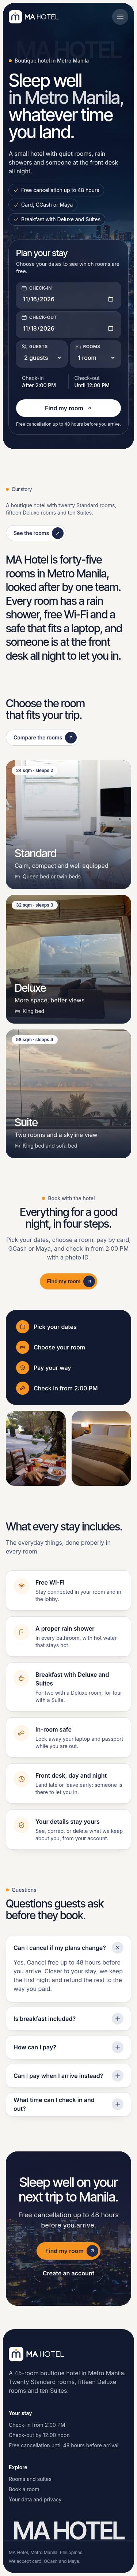 MA HOTEL
Boutique hotel in Metro Manila
Sleep well
in Metro Manila,
whatever time
you land.
A small hotel with quiet rooms, rain
showers and someone at the front desk
all night.
Free cancellation up to 48 hours
Card, GCash or Maya
Breakfast with Deluxe and Suites
Plan your stay
Choose your dates to see which rooms are
free.
CHECK-IN
11/16/2026
CHECK-OUT
11/18/2026
GUESTS
2 guests
ROOMS
1 room
Check-in
After 2:00 PM
Check-out
Until 12:00 PM
Find my room
Free cancellation up to 48 hours before you arrive.
Our story
A boutique hotel with twenty Standard rooms,
fifteen Deluxe rooms and ten Suites.
See the rooms
MA Hotel is forty-five
rooms in Metro Manila,
looked after by one team.
Every room has a rain
shower, free Wi-Fi and a
safe that fits a laptop, and
someone is at the front
desk all night to let you in.
Choose the room
that fits your trip.
Compare the rooms
24 sqm · sleeps 2
Standard
Calm, compact and well equipped
Queen bed or twin beds
32 sqm · sleeps 3
Deluxe
More space, better views
King bed
58 sqm · sleeps 4
Suite
Two rooms and a skyline view
King bed and sofa bed
Book with the hotel
Everything for a good
night, in four steps.
Pick your dates, choose a room, pay by card,
GCash or Maya, and check in from 2:00 PM
with a photo ID.
Find my room
Pick your dates
Choose your room
Pay your way
Check in from 2:00 PM
What every stay includes.
The everyday things, done properly in
every room.
Free Wi-Fi
Stay connected in your room and in
the lobby.
A proper rain shower
In every bathroom, with hot water
that stays hot.
Breakfast with Deluxe and
Suites
For two with a Deluxe room, for four
with a Suite.
In-room safe
Lock away your laptop and passport
while you are out.
Front desk, day and night
Land late or leave early: someone is
there to let you in.
Your details stay yours
See, correct or delete what we keep
about you, from your account.
Questions
Questions guests ask
before they book.
Can I cancel if my plans change?
Yes. Cancel free up to 48 hours before
you arrive. Closer to your stay, we keep
the first night and refund the rest to the
way you paid.
Is breakfast included?
How can I pay?
Can I pay when I arrive instead?
What time can I check in and
out?
Sleep well on your
next trip to Manila.
Free cancellation up to 48 hours
before you arrive.
Find my room
Create an account
MA HOTEL
A 45-room boutique hotel in Metro Manila.
Twenty Standard rooms, fifteen Deluxe
rooms and ten Suites.
Your stay
Check-in from 2:00 PM
Check-out by 12:00 noon
Free cancellation until 48 hours before arrival
Explore
Rooms and suites
Book a room
Your data and privacy
MA HOTEL
MA Hotel, Metro Manila, Philippines
We accept card, GCash and Maya.